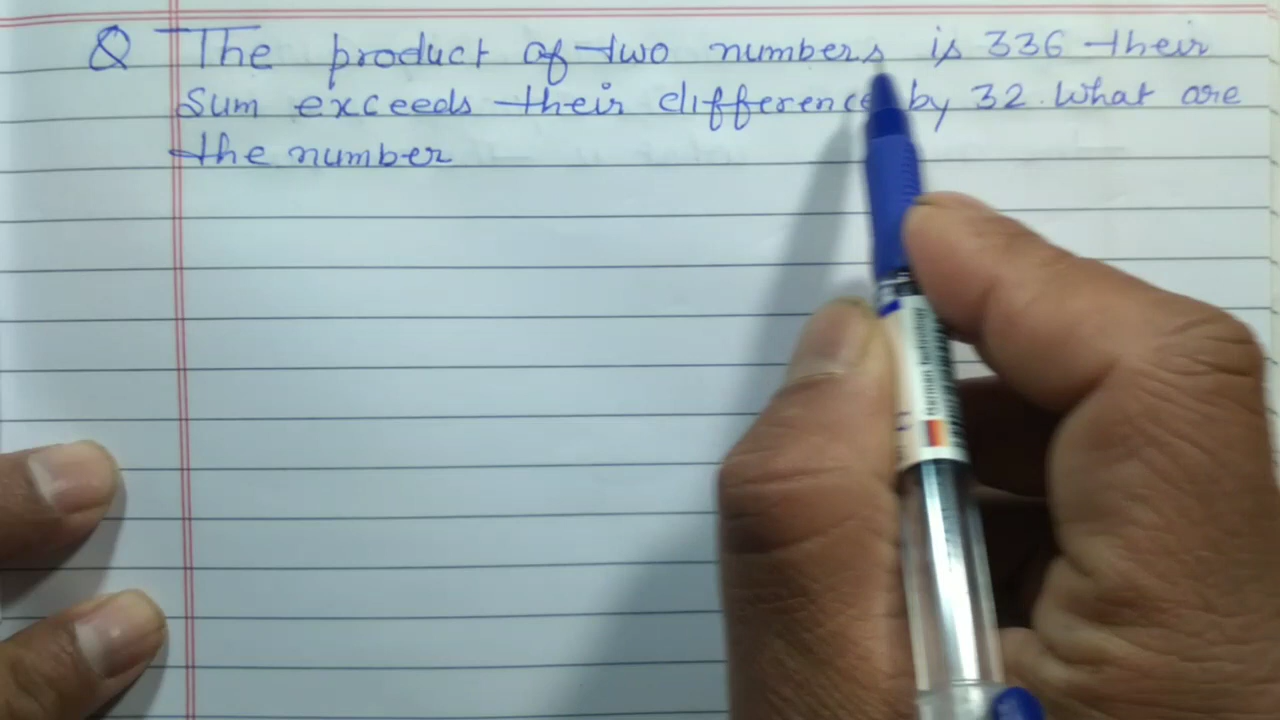 Q The product of two numbers is 336 their
Sum exceeds their difference by 32. What are
the number